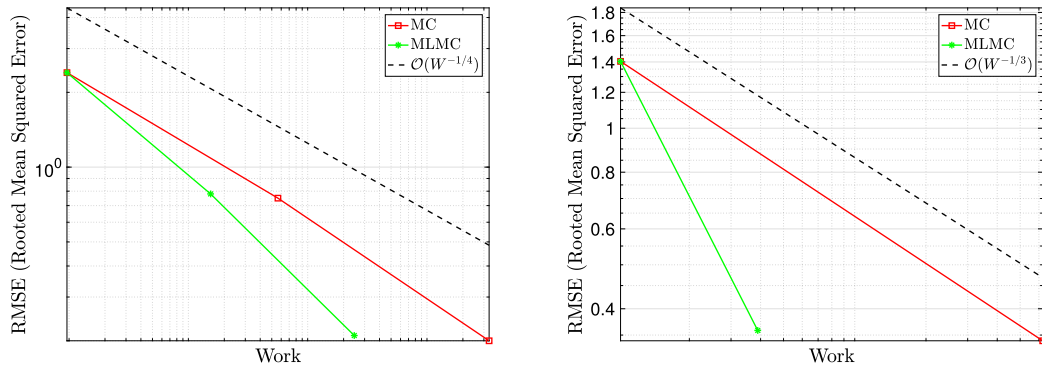 RMSE (Rooted Mean Squared Error)
10^0
MC
MLMC
O(W^{-1/4})
Work
RMSE (Rooted Mean Squared Error)
1.8
1.6
1.4
1.2
1
0.8
0.6
0.4
MC
MLMC
O(W^{-1/3})
Work